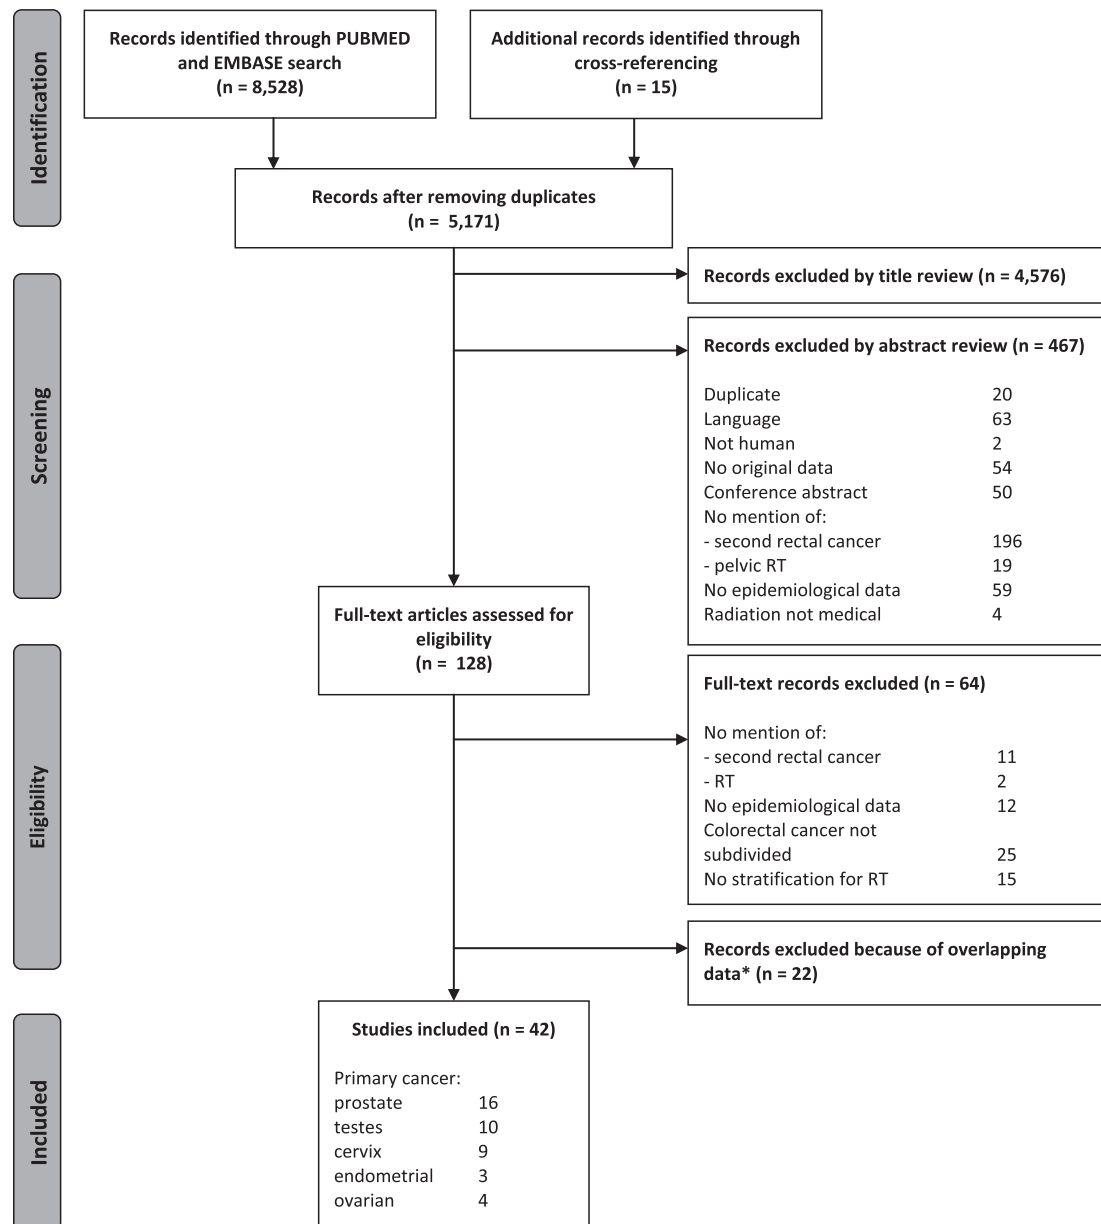 Identification
Records identified through PUBMED
and EMBASE search
(n = 8,528)
Additional records identified through
cross-referencing
(n = 15)
Records after removing duplicates
(n = 5,171)
Screening
Records excluded by title review (n = 4,576)
Records excluded by abstract review (n = 467)
Duplicate 20
Language 63
Not human 2
No original data 54
Conference abstract 50
No mention of:
- second rectal cancer 196
- pelvic RT 19
No epidemiological data 59
Radiation not medical 4
Full-text articles assessed for
eligibility
(n = 128)
Eligibility
Full-text records excluded (n = 64)
No mention of:
- second rectal cancer 11
- RT 2
No epidemiological data 12
Colorectal cancer not
subdivided 25
No stratification for RT 15
Records excluded because of overlapping
data* (n = 22)
Included
Studies included (n = 42)
Primary cancer:
prostate 16
testes 10
cervix 9
endometrial 3
ovarian 4